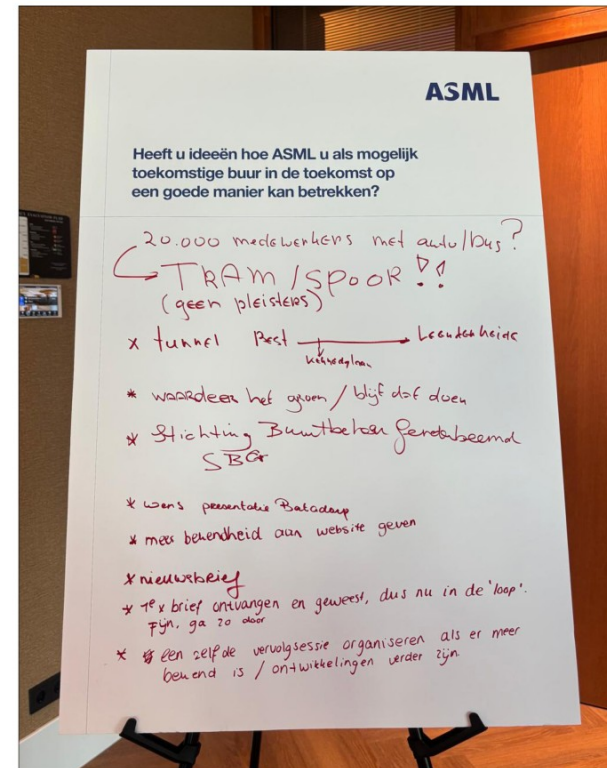 ASML
Heeft u ideeën hoe ASML u als mogelijk
toekomstige buur in de toekomst op
een goede manier kan betrekken?
20.000 medewerkers met auto/bus?
TRAM/SPOOR!!
(geen pleisters)
x tunnel Best Leenderheide
Kennedylaan
* waardeer het groen / blijf dat doen
* Stichting
SBG
* wens presentatie Batadorp
* meer bekendheid aan website geven
* nieuwsbrief
* 1e x brief ontvangen en geweest, dus nu in de 'loop'.
Fijn, ga zo door
* een zelfde vervolgsessie organiseren als er meer
bekend is / ontwikkelingen verder zijn.